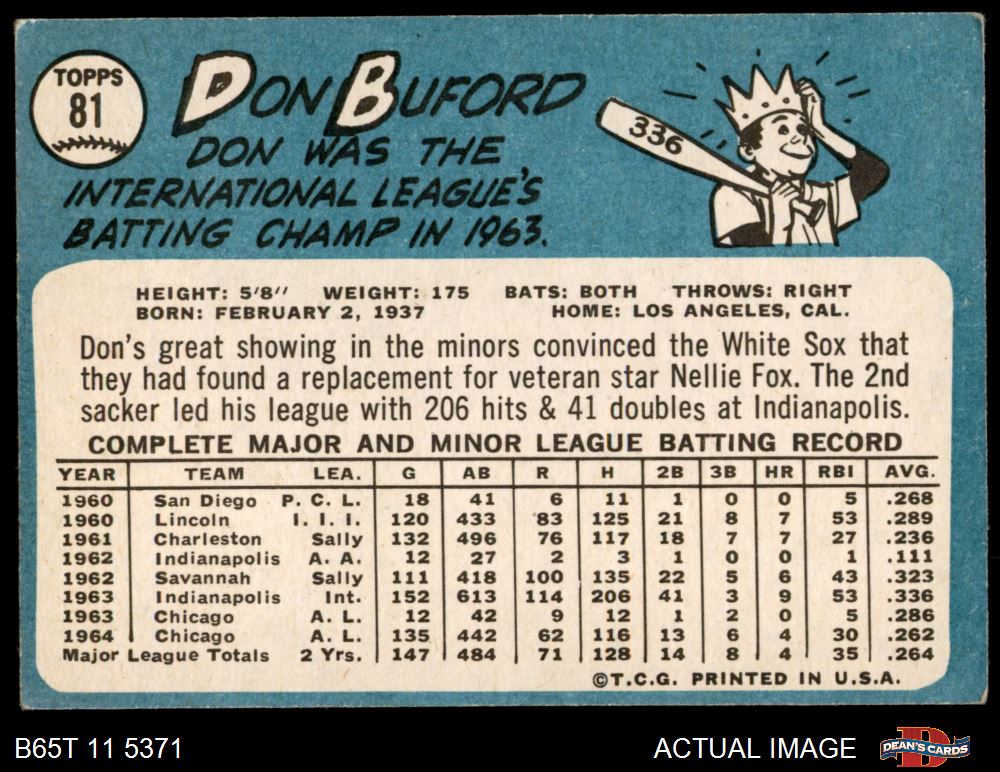 TOPPS
81
DON BUFORD
DON WAS THE
INTERNATIONAL LEAGUE'S
BATTING CHAMP IN 1963.
336
HEIGHT: 5'8" WEIGHT: 175 BATS: BOTH THROWS: RIGHT
BORN: FEBRUARY 2, 1937 HOME: LOS ANGELES, CAL.
Don's great showing in the minors convinced the White Sox that
they had found a replacement for veteran star Nellie Fox. The 2nd
sacker led his league with 206 hits & 41 doubles at Indianapolis.
COMPLETE MAJOR AND MINOR LEAGUE BATTING RECORD
YEAR TEAM LEA. G AB R H 2B 3B HR RBI AVG.
1960 San Diego P. C. L. 18 41 6 11 1 0 0 5 .268
1960 Lincoln I. I. I. 120 433 83 125 21 8 7 53 .289
1961 Charleston Sally 132 496 76 117 18 7 7 27 .236
1962 Indianapolis A. A. 12 27 2 3 1 0 0 1 .111
1962 Savannah Sally 111 418 100 135 22 5 6 43 .323
1963 Indianapolis Int. 152 613 114 206 41 3 9 53 .336
1963 Chicago A. L. 12 42 9 12 1 2 0 5 .286
1964 Chicago A. L. 135 442 62 116 13 6 4 30 .262
Major League Totals 2 Yrs. 147 484 71 128 14 8 4 35 .264
©T.C.G. PRINTED IN U.S.A.
B65T 11 5371 ACTUAL IMAGE D DEAN'S CARDS